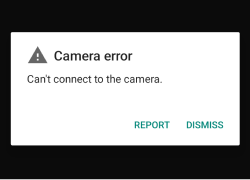 Camera error
Can't connect to the camera.
REPORT DISMISS